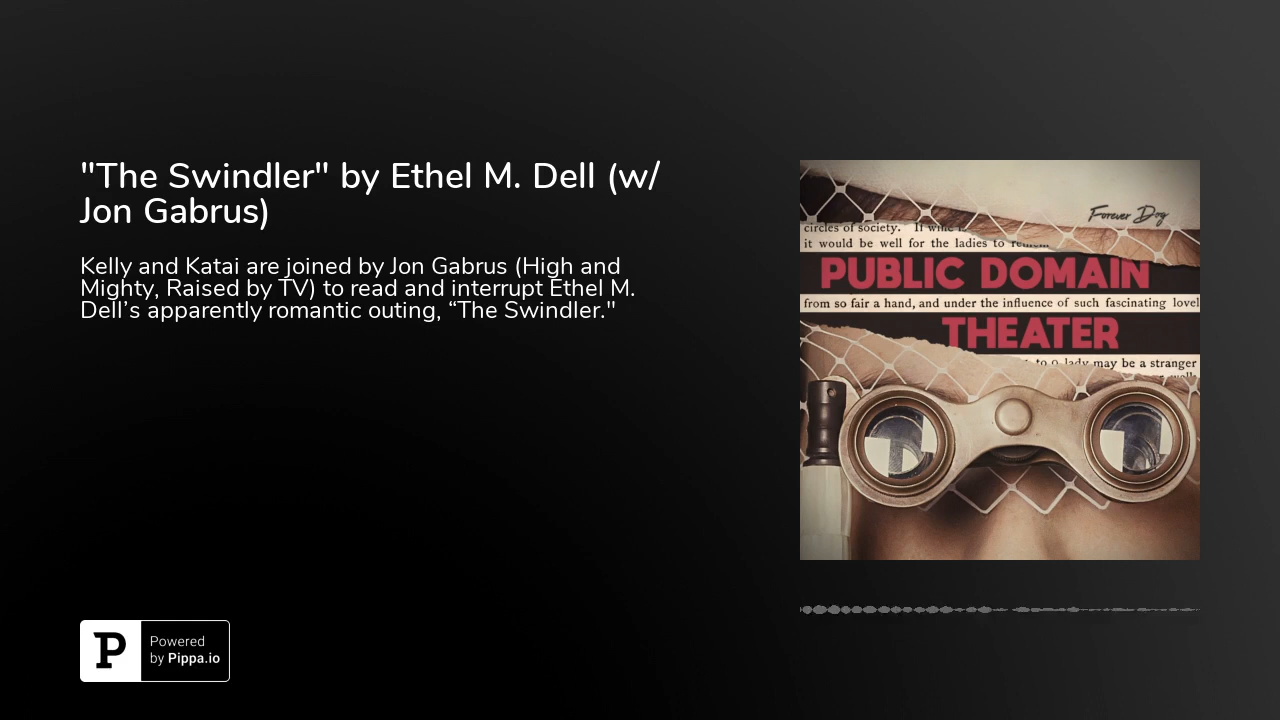 "The Swindler" by Ethel M. Dell (w/
Jon Gabrus)
Kelly and Katai are joined by Jon Gabrus (High and
Mighty, Raised by TV) to read and interrupt Ethel M.
Dell’s apparently romantic outing, “The Swindler."
Forever Dog
circles of society. If
it would be well for the ladies to
PUBLIC DOMAIN
from so fair a hand, and under the influence of such fascinating level
THEATER
to a lady may be a stranger
P
Powered
by Pippa.io